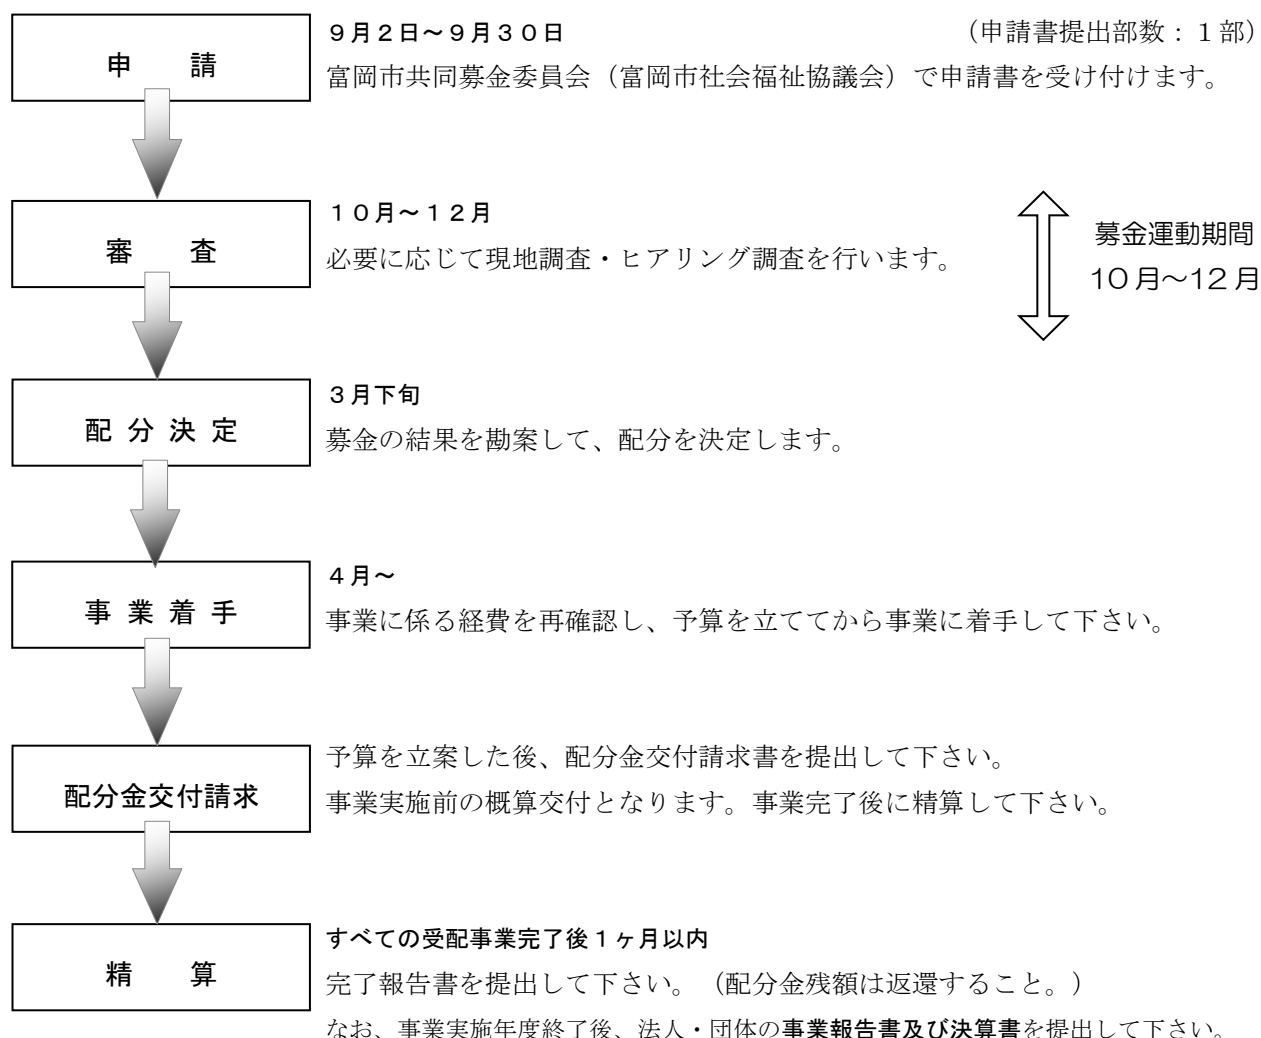 申　請
９月２日～９月３０日　（申請書提出部数：１部）
富岡市共同募金委員会（富岡市社会福祉協議会）で申請書を受け付けます。
審　査
１０月～１２月
必要に応じて現地調査・ヒアリング調査を行います。
募金運動期間
10月～12月
配分決定
３月下旬
募金の結果を勘案して、配分を決定します。
事業着手
４月～
事業に係る経費を再確認し、予算を立ててから事業に着手して下さい。
配分金交付請求
予算を立案した後、配分金交付請求書を提出して下さい。
事業実施前の概算交付となります。事業完了後に精算して下さい。
精　算
すべての受配事業完了後１ヶ月以内
完了報告書を提出して下さい。（配分金残額は返還すること。）
なお、事業実施年度終了後、法人・団体の事業報告書及び決算書を提出して下さい。